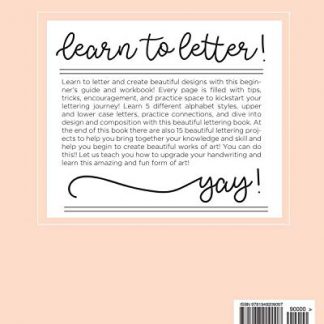 learn to letter!
Learn to letter and create beautiful designs with this begin-
ner's guide and workbook! Every page is filled with tips,
tricks, encouragement, and practice space to kickstart your
lettering journey! Learn 5 different alphabet styles, upper
and lower case letters, practice connections, and dive into
design and composition with this beautiful lettering book. At
the end of this book there are also 15 beautiful lettering proj-
ects to help you bring together your knowledge and skill and
help you begin to create beautiful works of art! You can do
this!! Let us teach you how to upgrade your handwriting and
learn this amazing and fun form of art!
yay!
90000